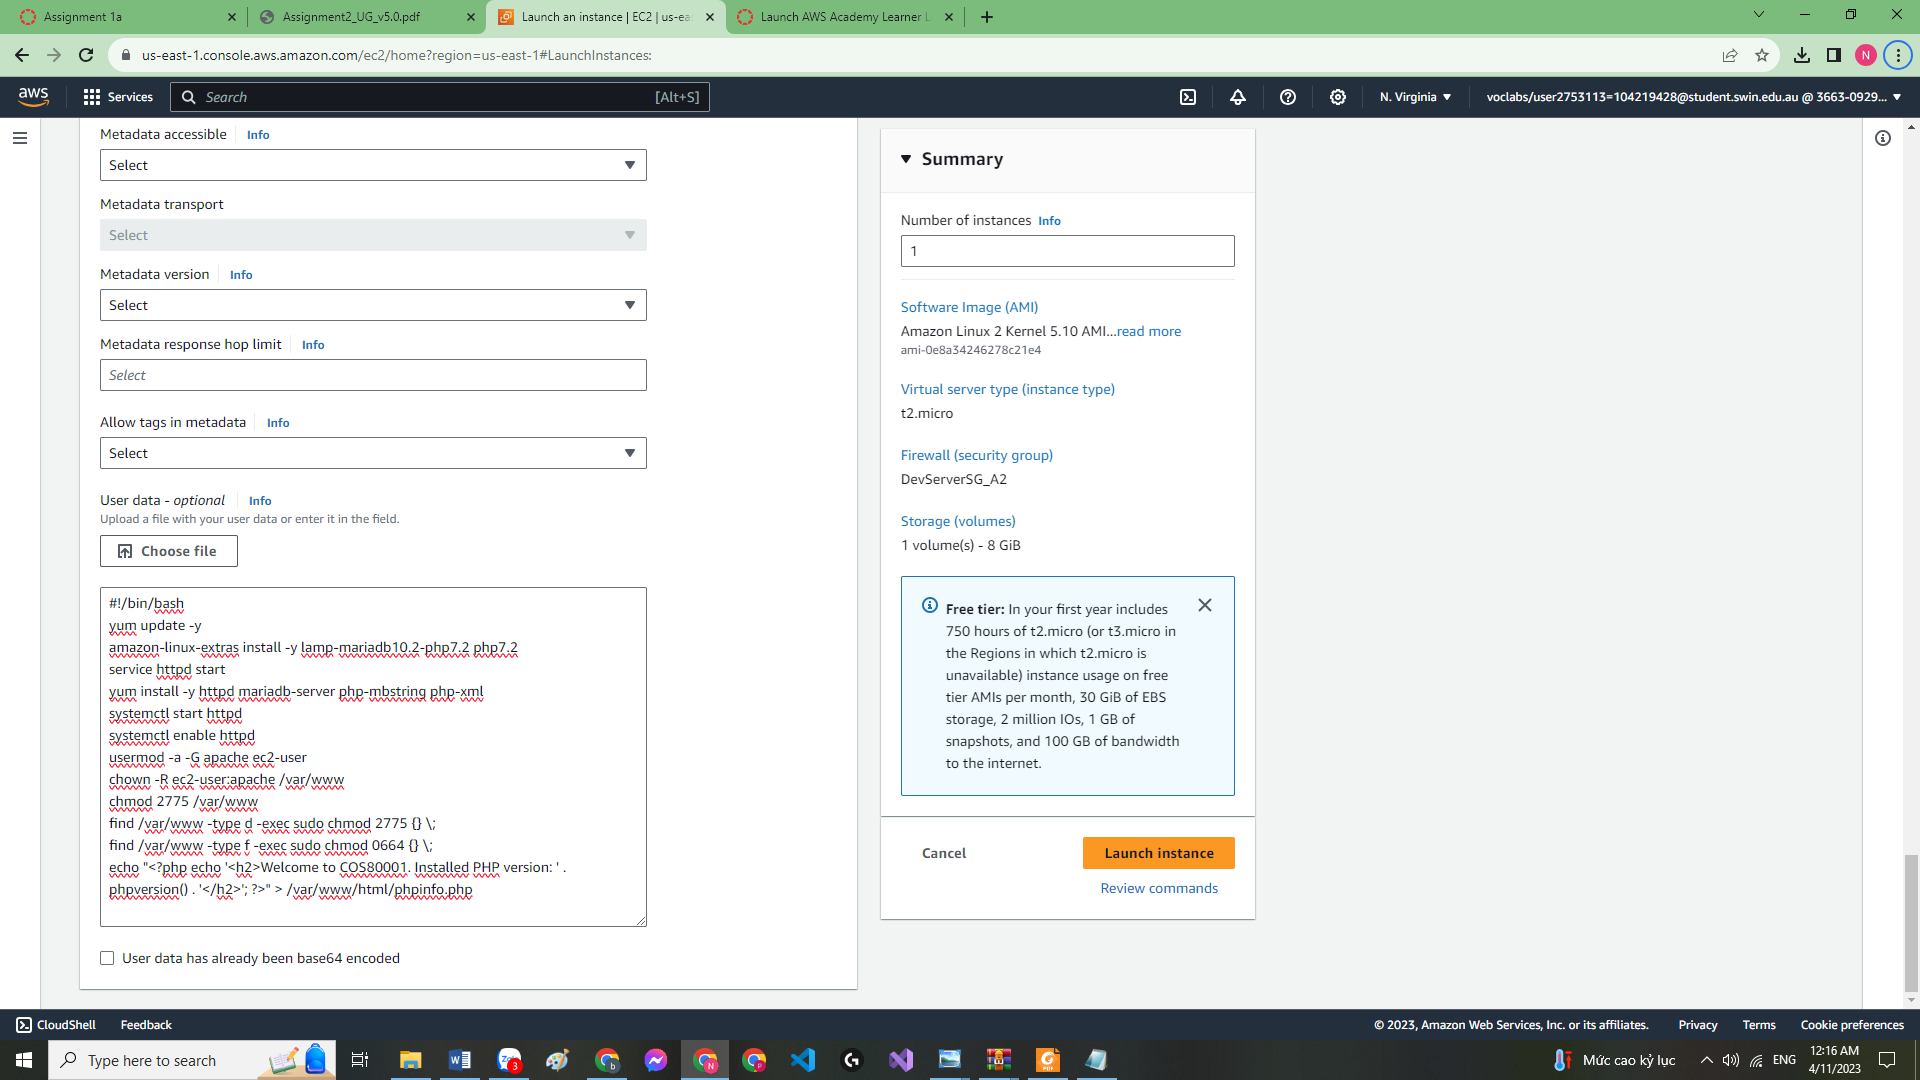 Assignment 1a
Assignment2_UG_v5.0.pdf
Launch an instance | EC2 | us-ea
Launch AWS Academy Learner L
us-east-1.console.aws.amazon.com/ec2/home?region=us-east-1#LaunchInstances:
N
aws
Services
Search
[Alt+S]
N. Virginia
voclabs/user2753113=104219428@student.swin.edu.au @ 3663-0929...
Metadata accessible
Info
Select
Metadata transport
Select
Metadata version
Info
Select
Metadata response hop limit
Info
Select
Allow tags in metadata
Info
Select
User data - optional
Info
Upload a file with your user data or enter it in the field.
Choose file
#!/bin/bash
yum update -y
amazon-linux-extras install -y lamp-mariadb10.2-php7.2 php7.2
service httpd start
yum install -y httpd mariadb-server php-mbstring php-xml
systemctl start httpd
systemctl enable httpd
usermod -a -G apache ec2-user
chown -R ec2-user:apache /var/www
chmod 2775 /var/www
find /var/www -type d -exec sudo chmod 2775 {} \;
find /var/www -type f -exec sudo chmod 0664 {} \;
echo "<?php echo '<h2>Welcome to COS80001. Installed PHP version: ' .
phpversion() . '</h2>'; ?>" > /var/www/html/phpinfo.php
User data has already been base64 encoded
Summary
Number of instances
Info
1
Software Image (AMI)
Amazon Linux 2 Kernel 5.10 AMI...read more
ami-0e8a34246278c21e4
Virtual server type (instance type)
t2.micro
Firewall (security group)
DevServerSG_A2
Storage (volumes)
1 volume(s) - 8 GiB
Free tier: In your first year includes
750 hours of t2.micro (or t3.micro in
the Regions in which t2.micro is
unavailable) instance usage on free
tier AMIs per month, 30 GiB of EBS
storage, 2 million IOs, 1 GB of
snapshots, and 100 GB of bandwidth
to the internet.
Cancel
Launch instance
Review commands
CloudShell
Feedback
© 2023, Amazon Web Services, Inc. or its affiliates.
Privacy
Terms
Cookie preferences
Type here to search
Mức cao kỷ lục
ENG
12:16 AM
4/11/2023